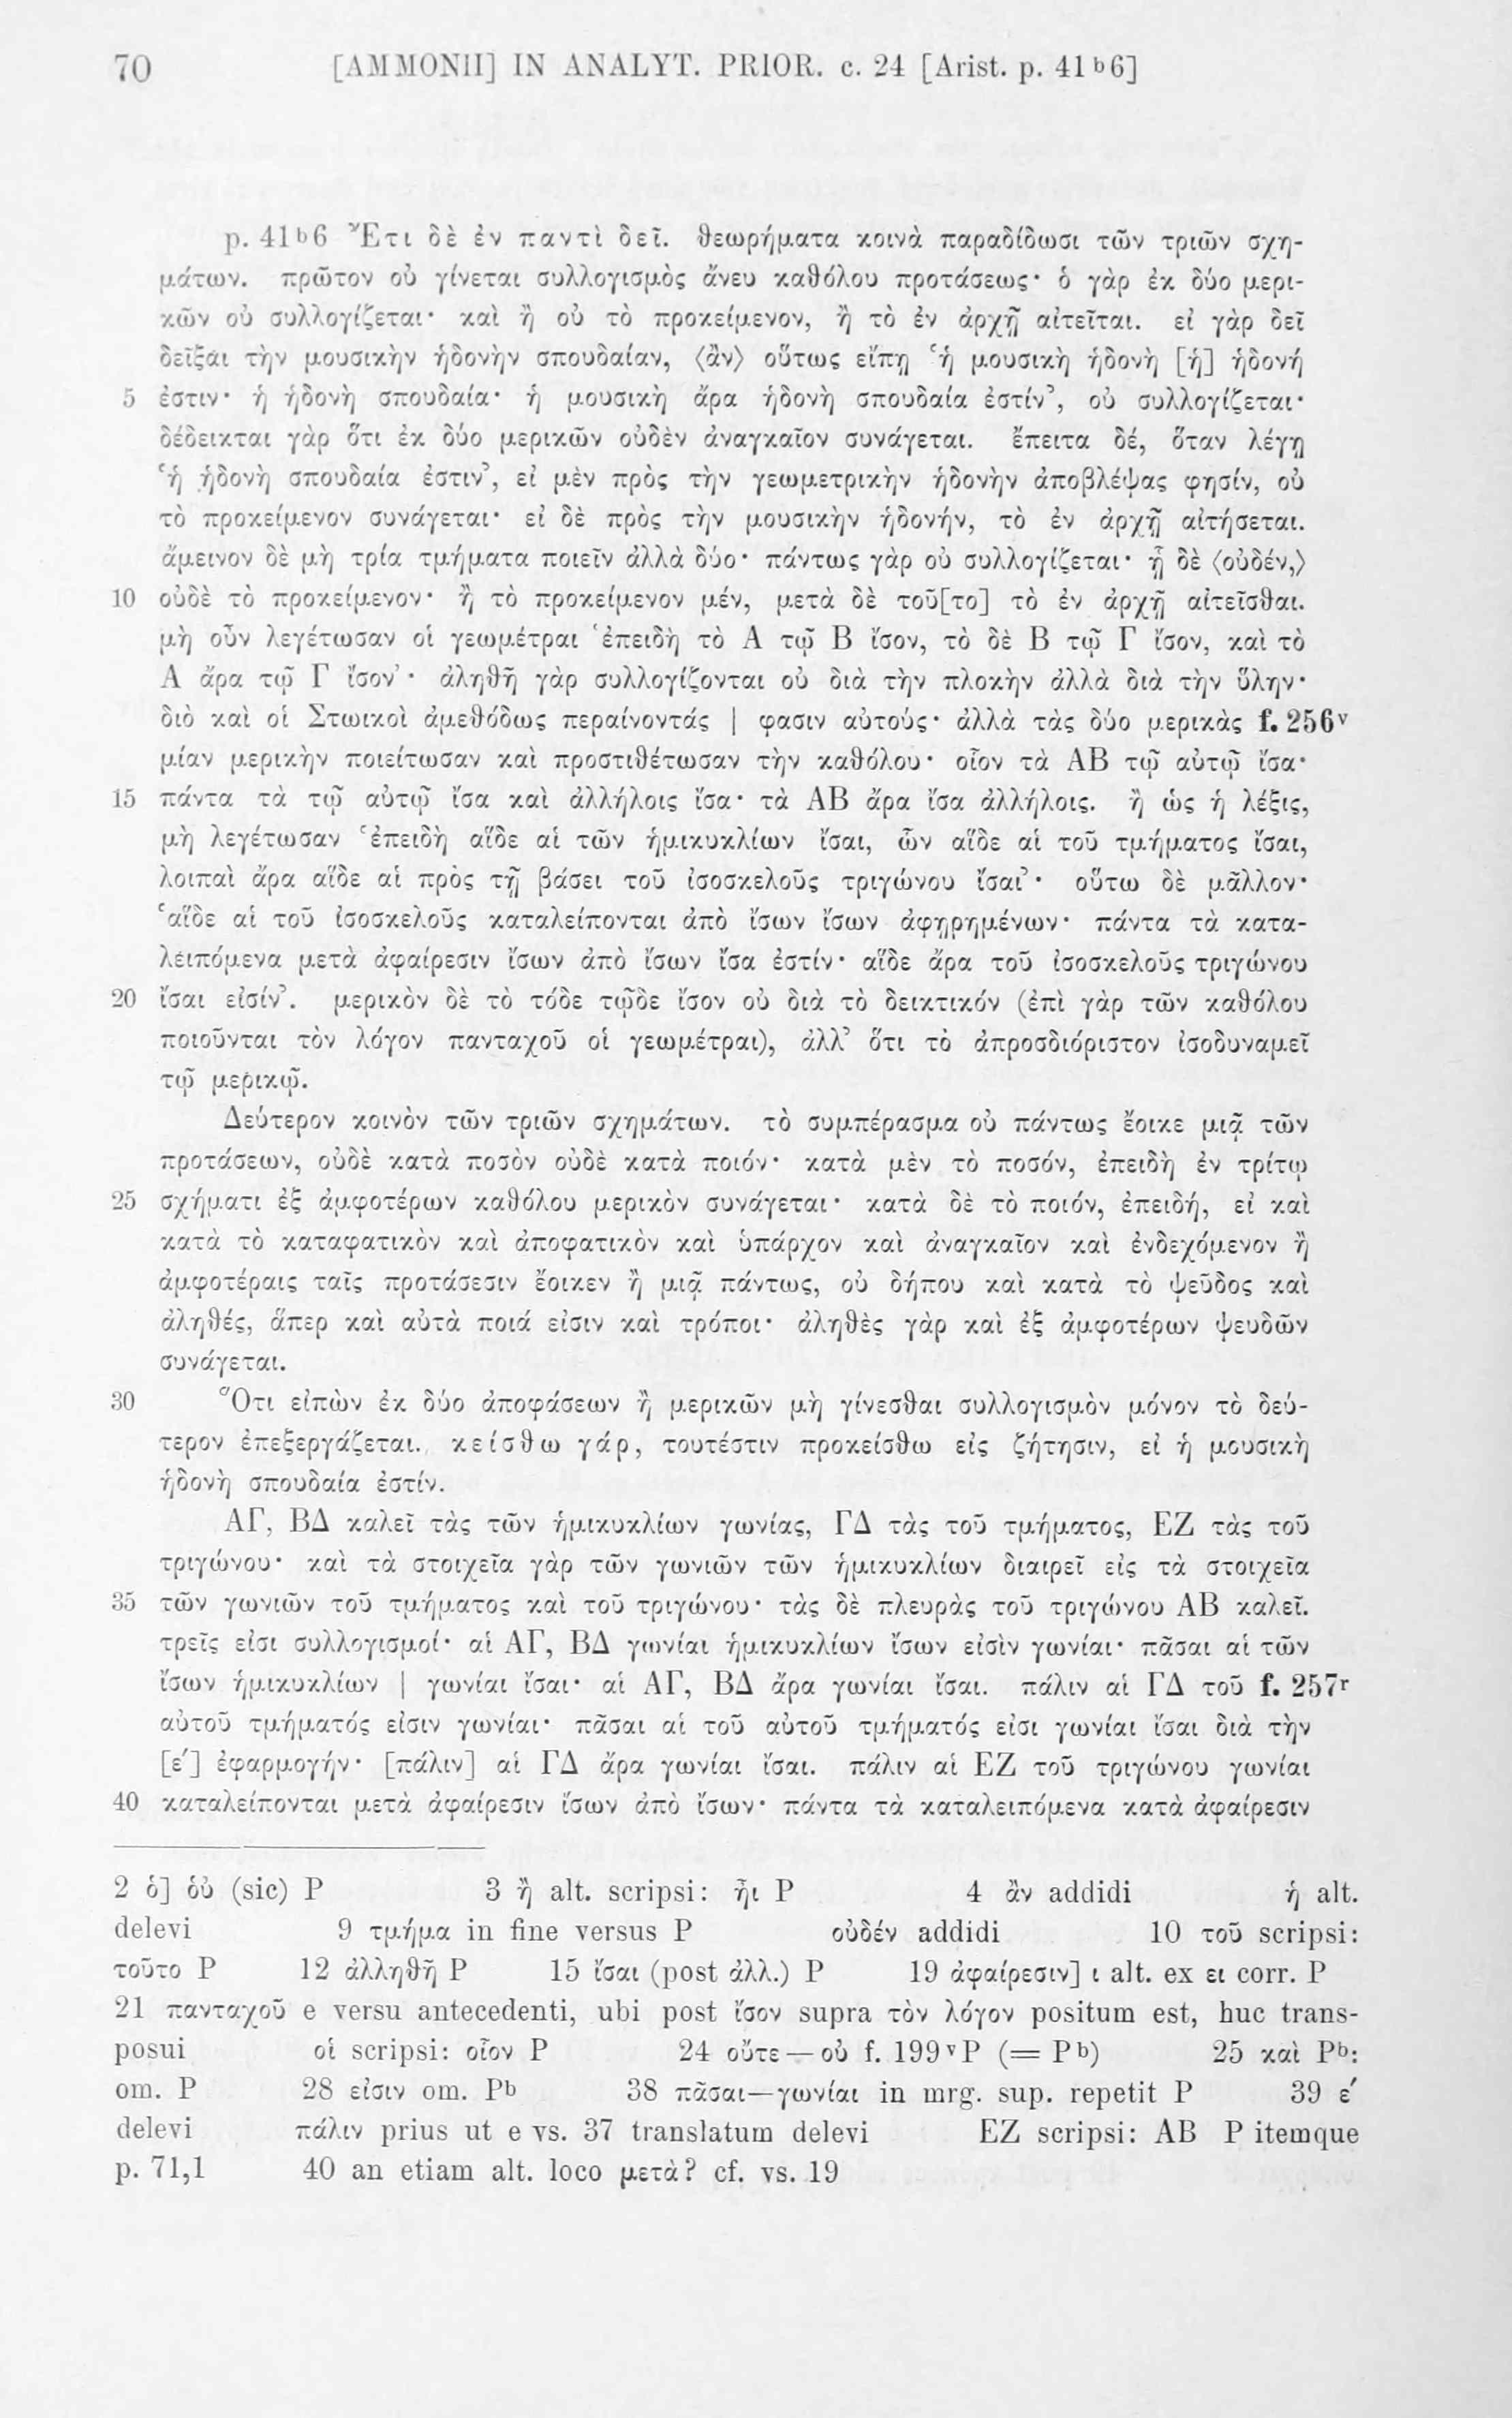 70 [AMMONII] IN ANALYT. PRIOR. c. 24 [Arist. p. 41 b 6]
p. 41 b 6 Ἔτι δὲ ἐν παντὶ δεῖ. θεωρήματα κοινὰ παραδίδωσι τῶν τριῶν σχη-
μάτων. πρῶτον οὐ γίνεται συλλογισμὸς ἄνευ καθόλου προτάσεως· ὁ γὰρ ἐκ δύο μερι-
κῶν οὐ συλλογίζεται· καὶ ἢ οὐ τὸ προκείμενον, ἢ τὸ ἐν ἀρχῇ αἰτεῖται. εἰ γὰρ δεῖ
δεῖξαι τὴν μουσικὴν ἡδονὴν σπουδαίαν, ⟨ἂν⟩ οὕτως εἴπῃ ‘ἡ μουσικὴ ἡδονὴ [ἡ] ἡδονή
5 ἐστιν· ἡ ἡδονὴ σπουδαία· ἡ μουσικὴ ἄρα ἡδονὴ σπουδαία ἐστίν’, οὐ συλλογίζεται·
δέδεικται γὰρ ὅτι ἐκ δύο μερικῶν οὐδὲν ἀναγκαῖον συνάγεται. ἔπειτα δέ, ὅταν λέγῃ
‘ἡ ἡδονὴ σπουδαία ἐστιν’, εἰ μὲν πρὸς τὴν γεωμετρικὴν ἡδονὴν ἀποβλέψας φησίν, οὐ
τὸ προκείμενον συνάγεται· εἰ δὲ πρὸς τὴν μουσικὴν ἡδονήν, τὸ ἐν ἀρχῇ αἰτήσεται.
ἄμεινον δὲ μὴ τρία τμήματα ποιεῖν ἀλλὰ δύο· πάντως γὰρ οὐ συλλογίζεται· ᾗ δὲ ⟨οὐδέν,⟩
10 οὐδὲ τὸ προκείμενον· ἢ τὸ προκείμενον μέν, μετὰ δὲ τοῦ[το] τὸ ἐν ἀρχῇ αἰτεῖσθαι.
μὴ οὖν λεγέτωσαν οἱ γεωμέτραι ‘ἐπειδὴ τὸ Α τῷ Β ἴσον, τὸ δὲ Β τῷ Γ ἴσον, καὶ τὸ
Α ἄρα τῷ Γ ἴσον’· ἀληθῆ γὰρ συλλογίζονται οὐ διὰ τὴν πλοκὴν ἀλλὰ διὰ τὴν ὕλην·
διὸ καὶ οἱ Στωικοὶ ἀμεθόδως περαίνοντάς | φασιν αὐτούς· ἀλλὰ τὰς δύο μερικὰς f. 256v
μίαν μερικὴν ποιείτωσαν καὶ προστιθέτωσαν τὴν καθόλου· οἷον τὰ ΑΒ τῷ αὐτῷ ἴσα·
15 πάντα τὰ τῷ αὐτῷ ἴσα καὶ ἀλλήλοις ἴσα· τὰ ΑΒ ἄρα ἴσα ἀλλήλοις. ἢ ὡς ἡ λέξις,
μὴ λεγέτωσαν ‘ἐπειδὴ αἵδε αἱ τῶν ἡμικυκλίων ἴσαι, ὧν αἵδε αἱ τοῦ τμήματος ἴσαι,
λοιπαὶ ἄρα αἵδε αἱ πρὸς τῇ βάσει τοῦ ἰσοσκελοῦς τριγώνου ἴσαι’· οὕτω δὲ μᾶλλον·
‘αἵδε αἱ τοῦ ἰσοσκελοῦς καταλείπονται ἀπὸ ἴσων ἴσων ἀφῃρημένων· πάντα τὰ κατα-
λειπόμενα μετὰ ἀφαίρεσιν ἴσων ἀπὸ ἴσων ἴσα ἐστίν· αἵδε ἄρα τοῦ ἰσοσκελοῦς τριγώνου
20 ἴσαι εἰσίν’. μερικὸν δὲ τὸ τόδε τῷδε ἴσον οὐ διὰ τὸ δεικτικόν (ἐπὶ γὰρ τῶν καθόλου
ποιοῦνται τὸν λόγον πανταχοῦ οἱ γεωμέτραι), ἀλλ’ ὅτι τὸ ἀπροσδιόριστον ἰσοδυναμεῖ
τῷ μερικῷ.
Δεύτερον κοινὸν τῶν τριῶν σχημάτων. τὸ συμπέρασμα οὐ πάντως ἔοικε μιᾷ τῶν
προτάσεων, οὐδὲ κατὰ ποσὸν οὐδὲ κατὰ ποιόν· κατὰ μὲν τὸ ποσόν, ἐπειδὴ ἐν τρίτῳ
25 σχήματι ἐξ ἀμφοτέρων καθόλου μερικὸν συνάγεται· κατὰ δὲ τὸ ποιόν, ἐπειδή, εἰ καὶ
κατὰ τὸ καταφατικὸν καὶ ἀποφατικὸν καὶ ὑπάρχον καὶ ἀναγκαῖον καὶ ἐνδεχόμενον ἢ
ἀμφοτέραις ταῖς προτάσεσιν ἔοικεν ἢ μιᾷ πάντως, οὐ δήπου καὶ κατὰ τὸ ψεῦδος καὶ
ἀληθές, ἅπερ καὶ αὐτὰ ποιά εἰσιν καὶ τρόποι· ἀληθὲς γὰρ καὶ ἐξ ἀμφοτέρων ψευδῶν
συνάγεται.
30 Ὅτι εἰπὼν ἐκ δύο ἀποφάσεων ἢ μερικῶν μὴ γίνεσθαι συλλογισμὸν μόνον τὸ δεύ-
τερον ἐπεξεργάζεται. κείσθω γάρ, τουτέστιν προκείσθω εἰς ζήτησιν, εἰ ἡ μουσικὴ
ἡδονὴ σπουδαία ἐστίν.
ΑΓ, ΒΔ καλεῖ τὰς τῶν ἡμικυκλίων γωνίας, ΓΔ τὰς τοῦ τμήματος, ΕΖ τὰς τοῦ
τριγώνου· καὶ τὰ στοιχεῖα γὰρ τῶν γωνιῶν τῶν ἡμικυκλίων διαιρεῖ εἰς τὰ στοιχεῖα
35 τῶν γωνιῶν τοῦ τμήματος καὶ τοῦ τριγώνου· τὰς δὲ πλευρὰς τοῦ τριγώνου ΑΒ καλεῖ.
τρεῖς εἰσι συλλογισμοί· αἱ ΑΓ, ΒΔ γωνίαι ἡμικυκλίων ἴσων εἰσὶν γωνίαι· πᾶσαι αἱ τῶν
ἴσων ἡμικυκλίων | γωνίαι ἴσαι· αἱ ΑΓ, ΒΔ ἄρα γωνίαι ἴσαι. πάλιν αἱ ΓΔ τοῦ f. 257r
αὐτοῦ τμήματός εἰσιν γωνίαι· πᾶσαι αἱ τοῦ αὐτοῦ τμήματός εἰσι γωνίαι ἴσαι διὰ τὴν
[ε′] ἐφαρμογήν· [πάλιν] αἱ ΓΔ ἄρα γωνίαι ἴσαι. πάλιν αἱ ΕΖ τοῦ τριγώνου γωνίαι
40 καταλείπονται μετὰ ἀφαίρεσιν ἴσων ἀπὸ ἴσων· πάντα τὰ καταλειπόμενα κατὰ ἀφαίρεσιν
2 ὁ] ὁὐ (sic) P 3 ἢ alt. scripsi: ἧι P 4 ἂν addidi ἡ alt.
delevi 9 τμήμα in fine versus P οὐδέν addidi 10 τοῦ scripsi:
τοῦτο P 12 ἀλληθῆ P 15 ἴσαι (post ἀλλ.) P 19 ἀφαίρεσιν] ι alt. ex ει corr. P
21 πανταχοῦ e versu antecedenti, ubi post ἴσον supra τὸν λόγον positum est, huc trans-
posui οἱ scripsi: οἷον P 24 οὔτε—οὐ f. 199v P (= Pb) 25 καὶ Pb:
om. P 28 εἰσιν om. Pb 38 πᾶσαι—γωνίαι in mrg. sup. repetit P 39 ε′
delevi πάλιν prius ut e vs. 37 translatum delevi ΕΖ scripsi: ΑΒ P itemque
p. 71,1 40 an etiam alt. loco μετὰ? cf. vs. 19